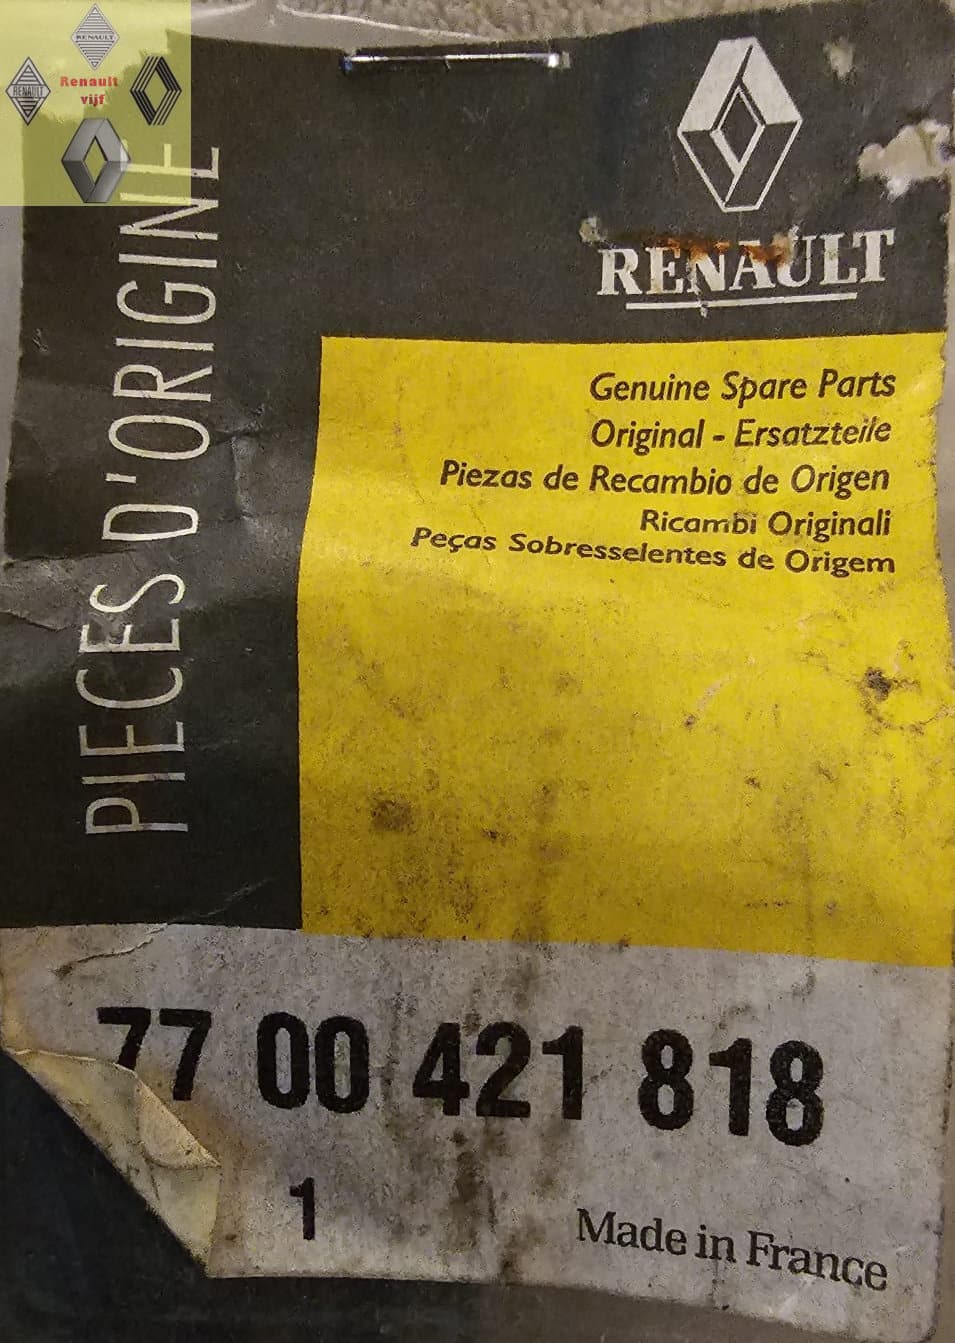 RENAULT
RENAULT
Renault
vijf
PIECES D'ORIGINE
RENAULT
Genuine Spare Parts
Original - Ersatzteile
Piezas de Recambio de Origen
Ricambi Originali
Peças Sobresselentes de Origem
77 00 421 818
1
Made in France